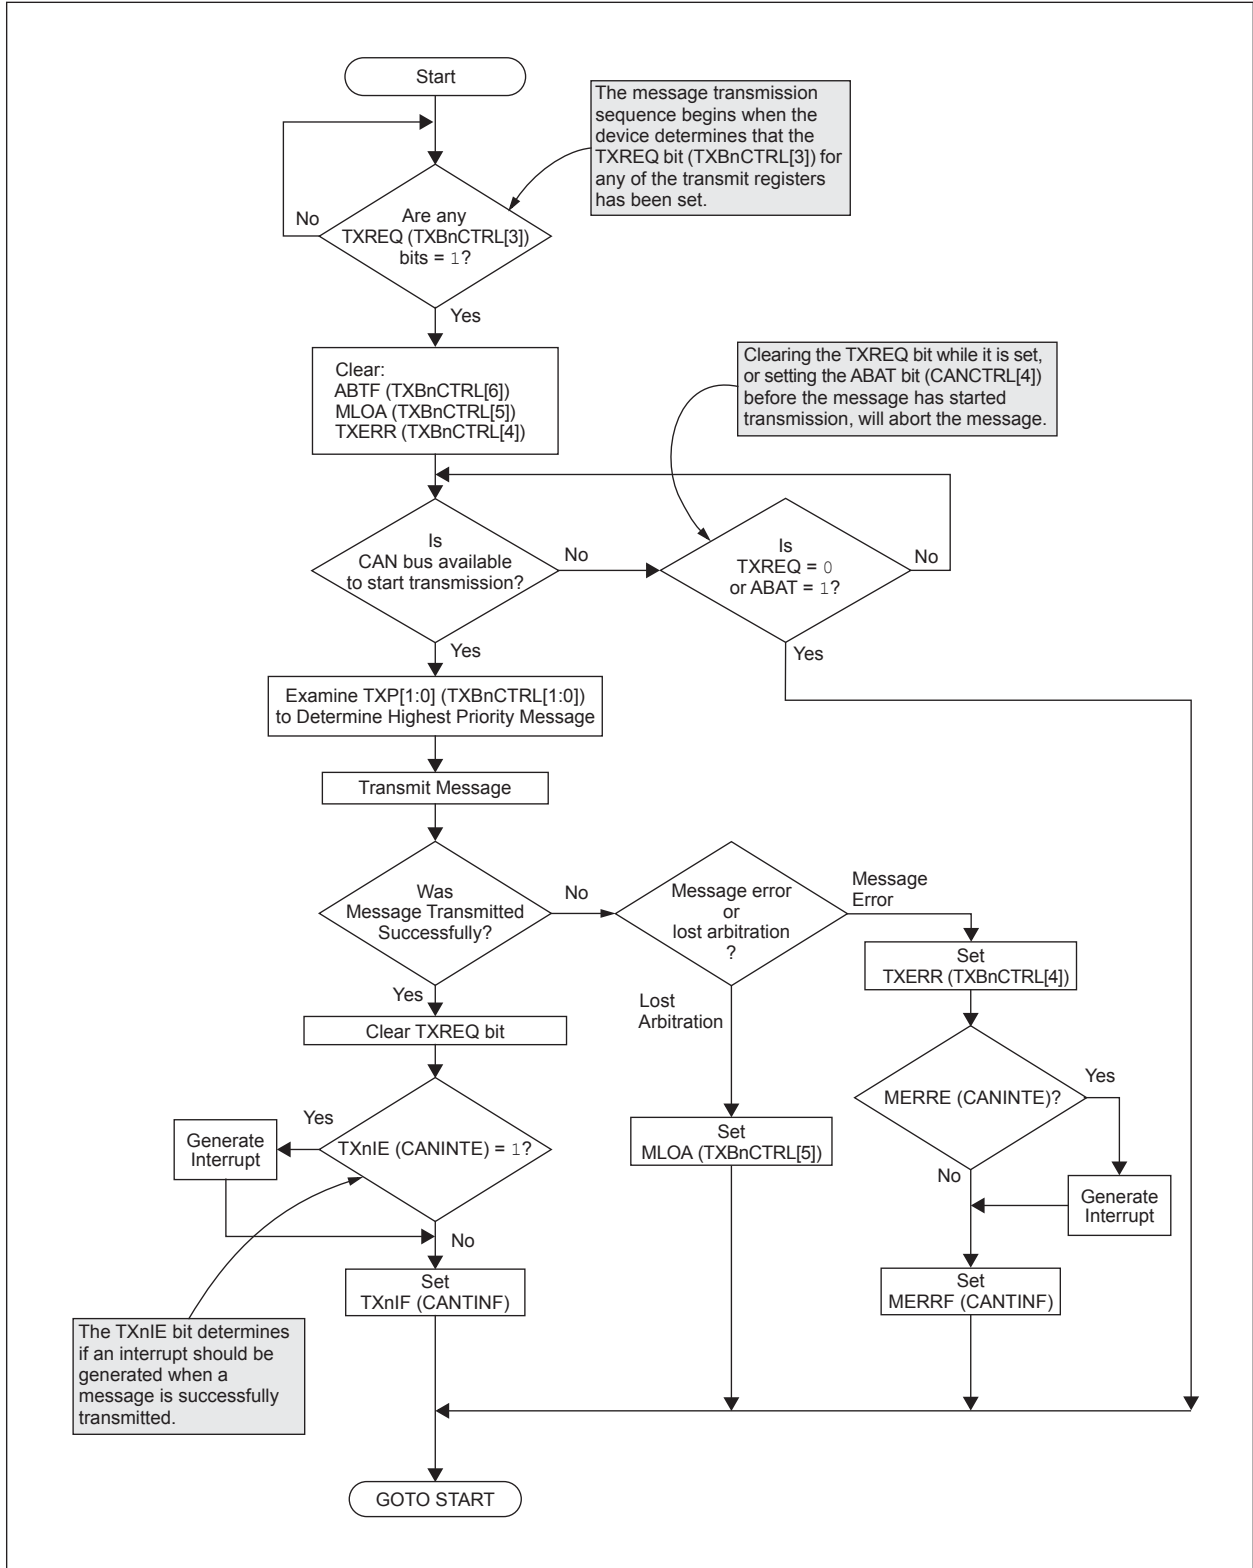 Start
The message transmission
sequence begins when the
device determines that the
TXREQ bit (TXBnCTRL[3]) for
any of the transmit registers
has been set.
No
Are any
TXREQ (TXBnCTRL[3])
bits = 1?
Yes
Clear:
ABTF (TXBnCTRL[6])
MLOA (TXBnCTRL[5])
TXERR (TXBnCTRL[4])
Clearing the TXREQ bit while it is set,
or setting the ABAT bit (CANCTRL[4])
before the message has started
transmission, will abort the message.
Is
CAN bus available
to start transmission?
No
Is
TXREQ = 0
or ABAT = 1?
No
Yes
Yes
Examine TXP[1:0] (TXBnCTRL[1:0])
to Determine Highest Priority Message
Transmit Message
Was
Message Transmitted
Successfully?
No
Message error
or
lost arbitration
?
Message
Error
Yes
Lost
Arbitration
Set
TXERR (TXBnCTRL[4])
Clear TXREQ bit
MERRE (CANINTE)?
Yes
Yes
Generate
Interrupt
TXnIE (CANINTE) = 1?
Set
MLOA (TXBnCTRL[5])
No
Generate
Interrupt
No
Set
TXnIF (CANTINF)
Set
MERRF (CANTINF)
The TXnIE bit determines
if an interrupt should be
generated when a
message is successfully
transmitted.
GOTO START